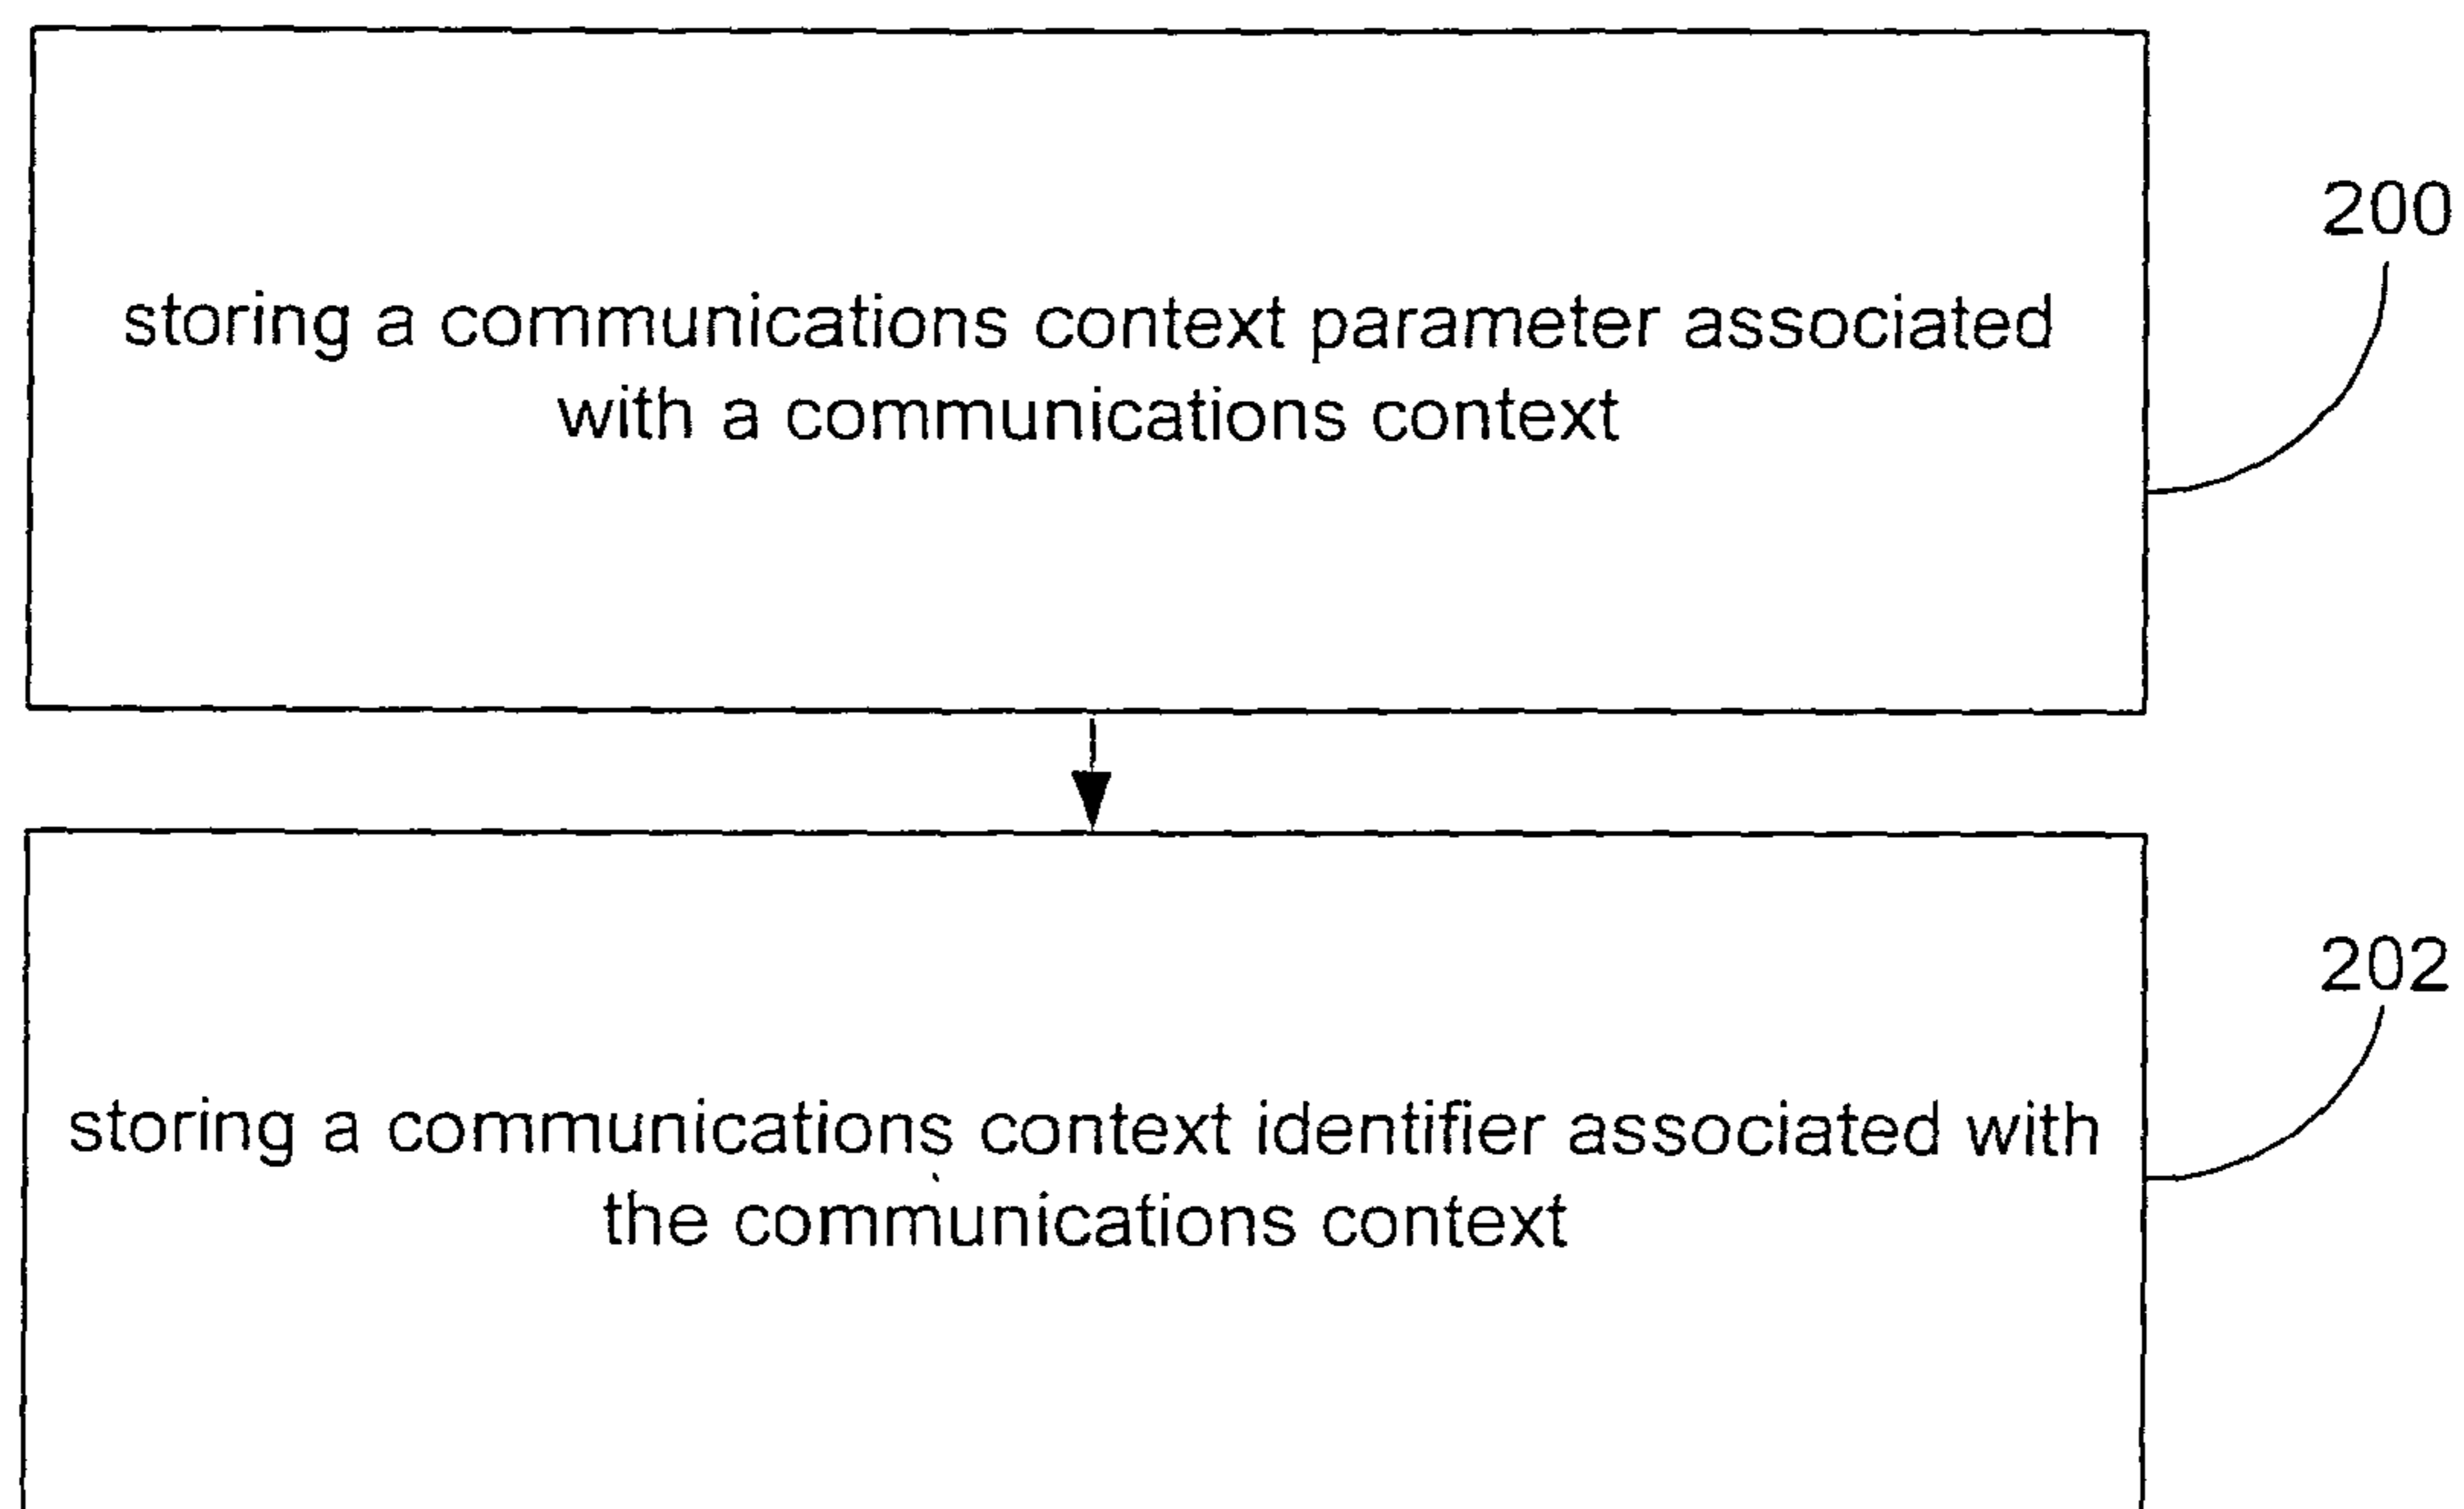 200
storing a communications context parameter associated
with a communications context
202
storing a communications context identifier associated with
the communications context